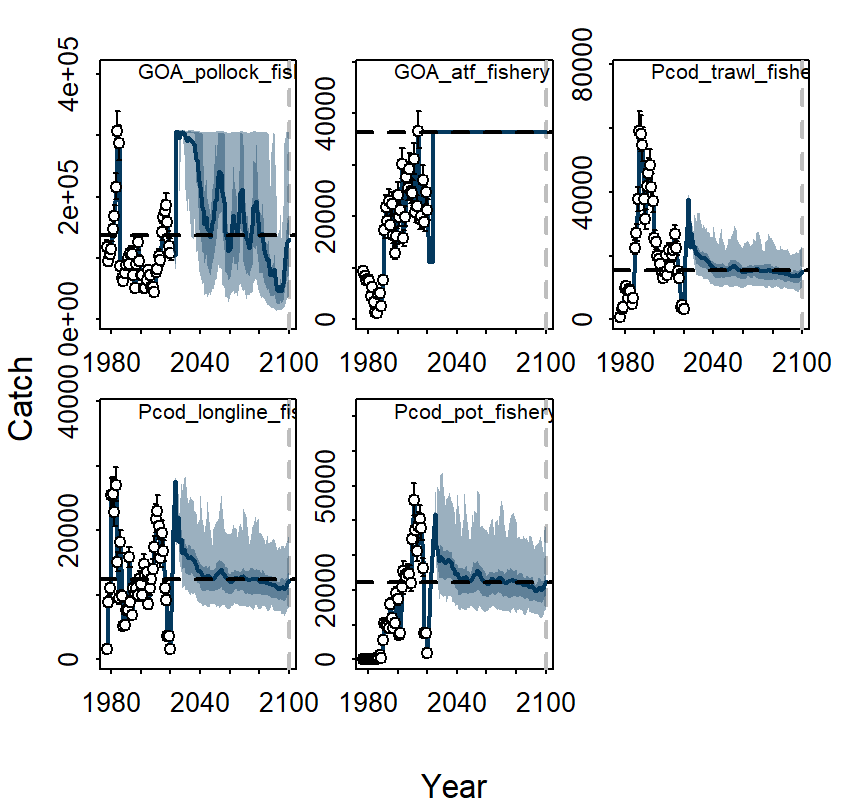 GOA_pollock_fish
GOA_atf_fishery
Pcod_trawl_fishe
0e+00 2e+05 4e+05
0 20000 40000
0 40000 80000
1980 2040 2100
1980 2040 2100
1980 2040 2100
Catch
Pcod_longline_fis
Pcod_pot_fishery
0 20000 40000
0 20000 50000
1980 2040 2100
1980 2040 2100
Year